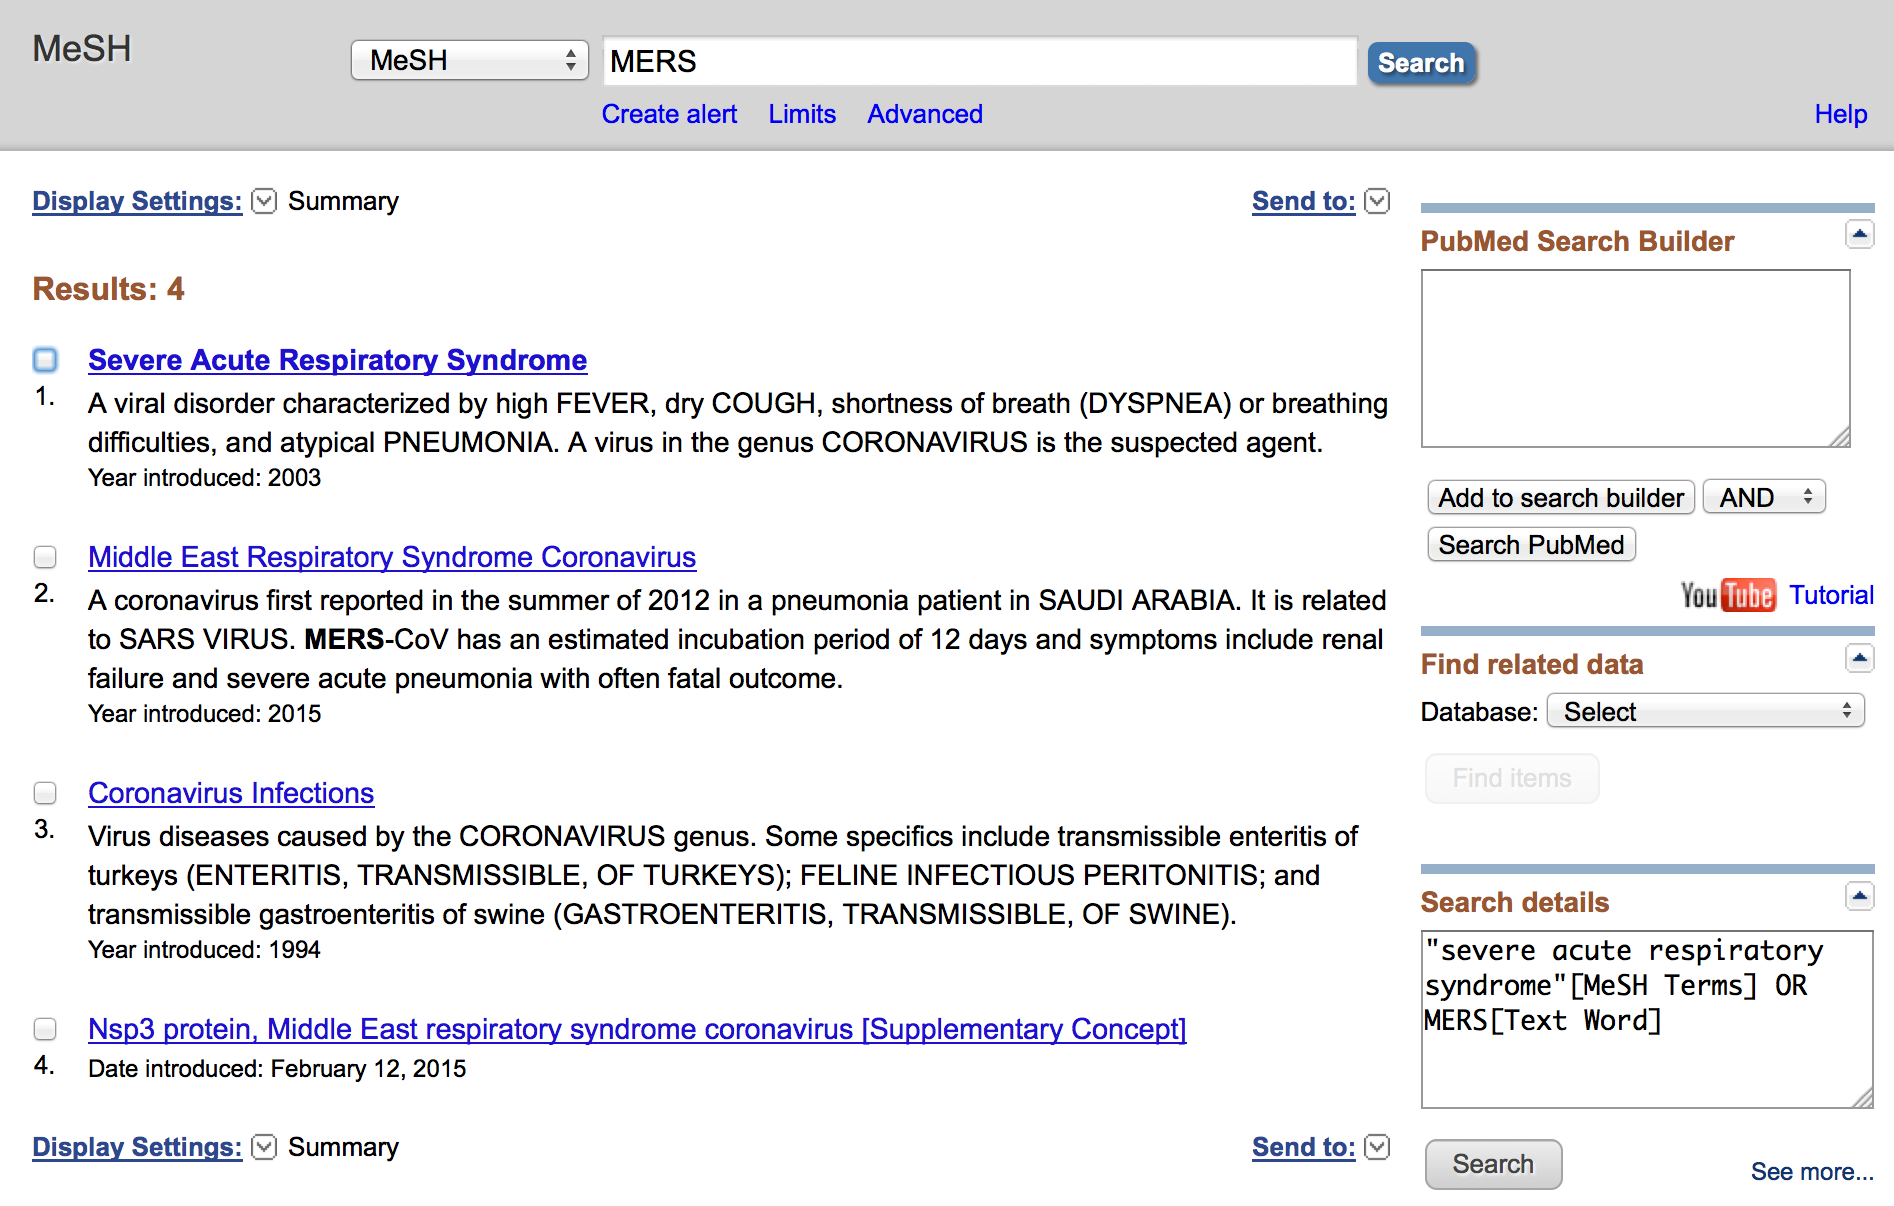 MeSH
MeSH
MERS
Search
Create alert Limits Advanced
Help
Display Settings: Summary
Send to:
Results: 4
Severe Acute Respiratory Syndrome
1.
A viral disorder characterized by high FEVER, dry COUGH, shortness of breath (DYSPNEA) or breathing
difficulties, and atypical PNEUMONIA. A virus in the genus CORONAVIRUS is the suspected agent.
Year introduced: 2003
Middle East Respiratory Syndrome Coronavirus
2.
A coronavirus first reported in the summer of 2012 in a pneumonia patient in SAUDI ARABIA. It is related
to SARS VIRUS. MERS-CoV has an estimated incubation period of 12 days and symptoms include renal
failure and severe acute pneumonia with often fatal outcome.
Year introduced: 2015
Coronavirus Infections
3.
Virus diseases caused by the CORONAVIRUS genus. Some specifics include transmissible enteritis of
turkeys (ENTERITIS, TRANSMISSIBLE, OF TURKEYS); FELINE INFECTIOUS PERITONITIS; and
transmissible gastroenteritis of swine (GASTROENTERITIS, TRANSMISSIBLE, OF SWINE).
Year introduced: 1994
Nsp3 protein, Middle East respiratory syndrome coronavirus [Supplementary Concept]
4.
Date introduced: February 12, 2015
Display Settings: Summary
Send to:
PubMed Search Builder
Add to search builder AND
Search PubMed
YouTube Tutorial
Find related data
Database: Select
Find items
Search details
"severe acute respiratory
syndrome"[MeSH Terms] OR
MERS[Text Word]
Search
See more...